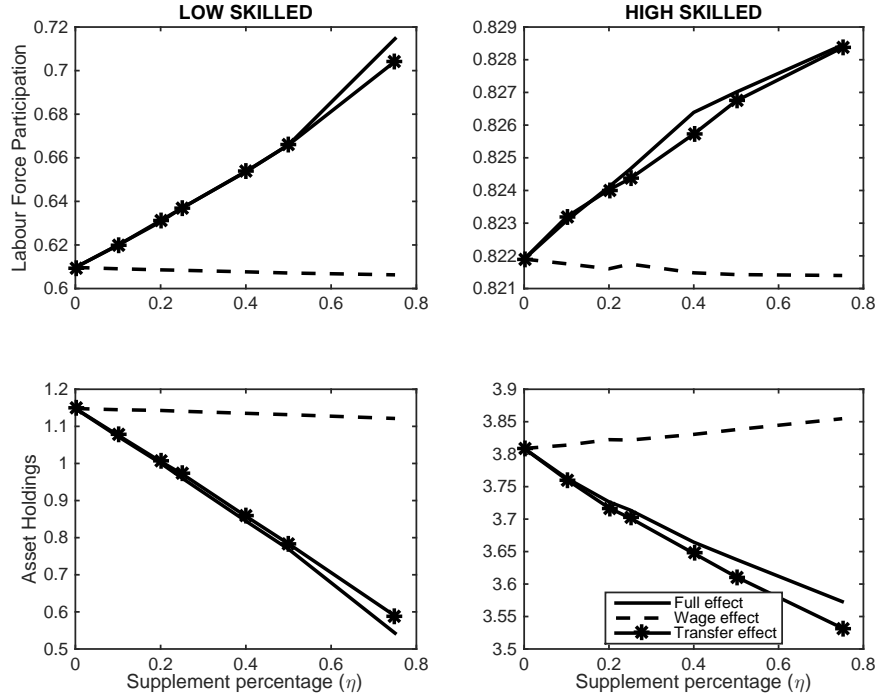 LOW SKILLED
Labour Force Participation
0.72
0.7
0.68
0.66
0.64
0.62
0.6
0 0.2 0.4 0.6 0.8
HIGH SKILLED
0.829
0.828
0.827
0.826
0.825
0.824
0.823
0.822
0.821
0 0.2 0.4 0.6 0.8
Asset Holdings
1.2
1.1
1
0.9
0.8
0.7
0.6
0.5
0 0.2 0.4 0.6 0.8
Supplement percentage (η)
3.9
3.85
3.8
3.75
3.7
3.65
3.6
3.55
3.5
0 0.2 0.4 0.6 0.8
Supplement percentage (η)
Full effect
Wage effect
Transfer effect